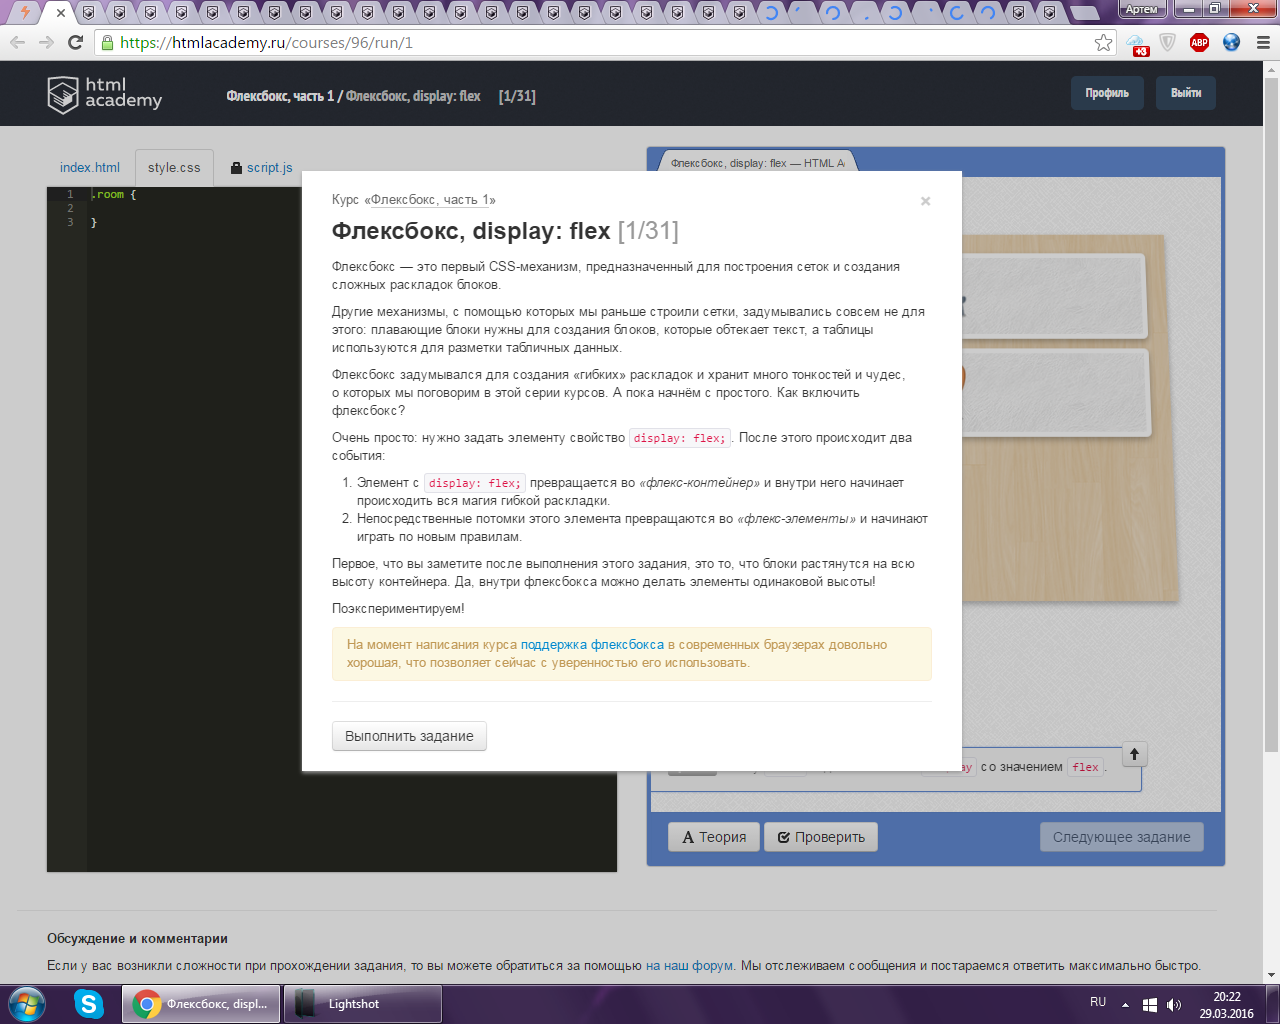 Артем
https://htmlacademy.ru/courses/96/run/1
+3
ABP
html
academy
Флексбокс, часть 1 / Флексбокс, display: flex [1/31]
Профиль
Выйти
index.html
style.css
script.js
Флексбокс, display: flex — HTML A
1 .room {
2
3 }
Курс «Флексбокс, часть 1»
×
Флексбокс, display: flex [1/31]
Флексбокс — это первый CSS-механизм, предназначенный для построения сеток и создания
сложных раскладок блоков.
Другие механизмы, с помощью которых мы раньше строили сетки, задумывались совсем не для
этого: плавающие блоки нужны для создания блоков, которые обтекает текст, а таблицы
используются для разметки табличных данных.
Флексбокс задумывался для создания «гибких» раскладок и хранит много тонкостей и чудес,
о которых мы поговорим в этой серии курсов. А пока начнём с простого. Как включить
флексбокс?
Очень просто: нужно задать элементу свойство display: flex;. После этого происходит два
события:
1. Элемент с display: flex; превращается во «флекс-контейнер» и внутри него начинает
происходить вся магия гибкой раскладки.
2. Непосредственные потомки этого элемента превращаются во «флекс-элементы» и начинают
играть по новым правилам.
Первое, что вы заметите после выполнения этого задания, это то, что блоки растянутся на всю
высоту контейнера. Да, внутри флексбокса можно делать элементы одинаковой высоты!
Поэкспериментируем!
На момент написания курса поддержка флексбокса в современных браузерах довольно
хорошая, что позволяет сейчас с уверенностью его использовать.
Выполнить задание
ay со значением flex.
Теория
Проверить
Следующее задание
Обсуждение и комментарии
Если у вас возникли сложности при прохождении задания, то вы можете обратиться за помощью на наш форум. Мы отслеживаем сообщения и постараемся ответить максимально быстро.
Флексбокс, displ...
Lightshot
RU
20:22
29.03.2016